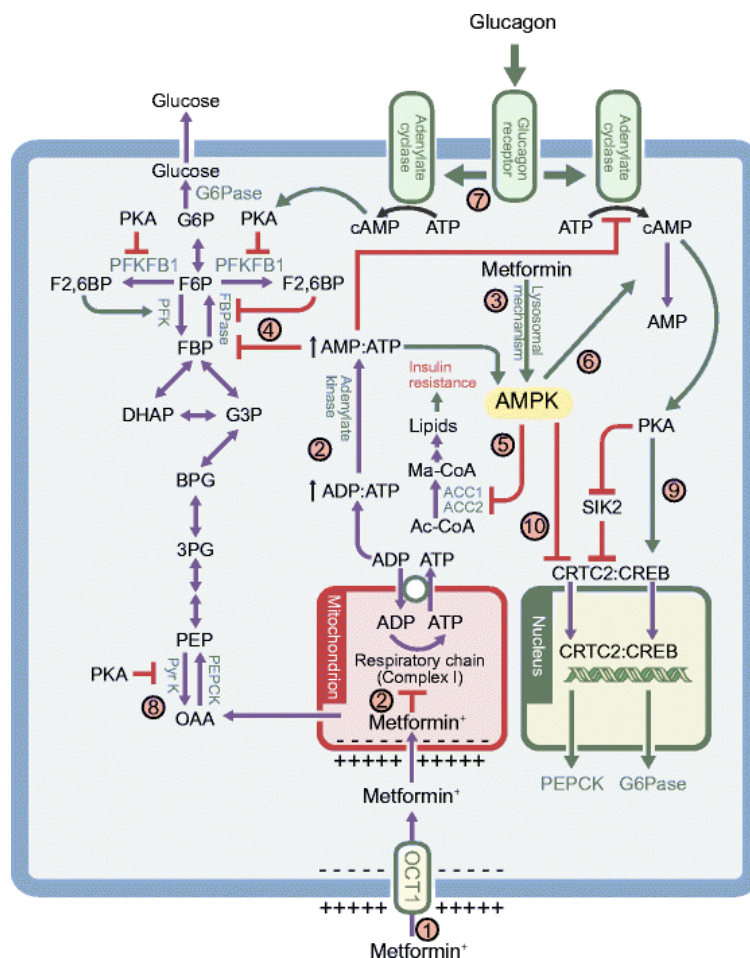 Glucagon
Glucose
Adenylate cyclase
Glucagon receptor
Adenylate cyclase
Glucose
G6Pase
7
PKA
G6P
PKA
cAMP
ATP
ATP
cAMP
PFKFB1
PFKFB1
F2,6BP
F6P
F2,6BP
Metformin
PFK
FBPase
4
3
Lysosomal mechanism
AMP
FBP
AMP:ATP
6
Insulin
resistance
AMPK
DHAP
G3P
Adenylate kinase
Lipids
5
PKA
2
BPG
Ma-CoA
ADP:ATP
ACC1
ACC2
SIK2
9
Ac-CoA
10
3PG
ADP
ATP
CRTC2:CREB
Mitochondrion
ADP
ATP
Nucleus
PEP
Respiratory chain
(Complex I)
CRTC2:CREB
PKA
Pyr K
PEPCK
2
8
OAA
Metformin+
- - - - - - - - - -
+++++ +++++
PEPCK
G6Pase
Metformin+
- - - - - - - - - -
OCT1
+++++ +++++
1
Metformin+